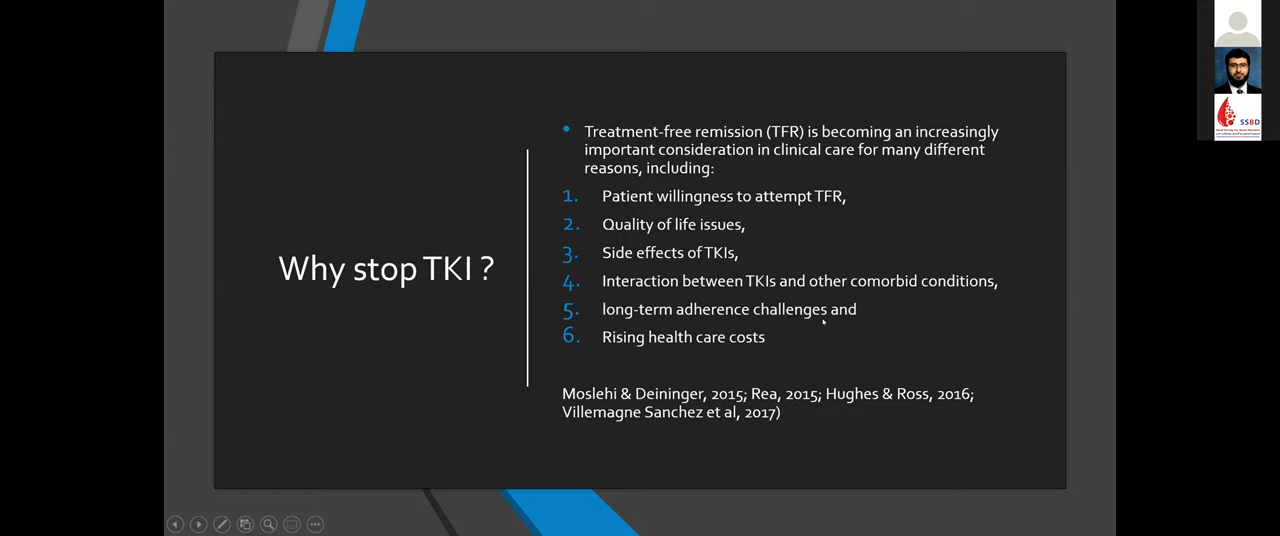 Why stop TKI ?
• Treatment-free remission (TFR) is becoming an increasingly
important consideration in clinical care for many different
reasons, including:
1. Patient willingness to attempt TFR,
2. Quality of life issues,
3. Side effects of TKIs,
4. Interaction between TKIs and other comorbid conditions,
5. long-term adherence challenges and
6. Rising health care costs
Moslehi & Deininger, 2015; Rea, 2015; Hughes & Ross, 2016;
Villemagne Sanchez et al, 2017)
SSBD